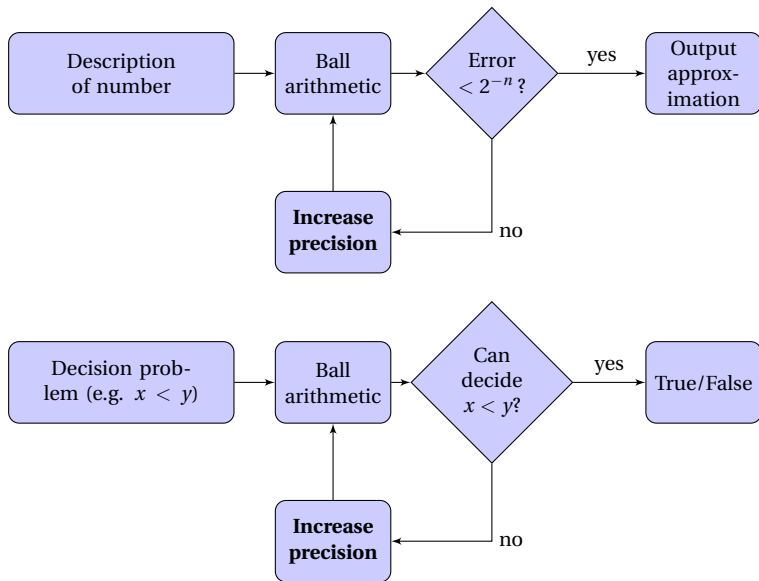 Description
of number
Ball
arithmetic
Error
< 2⁻ⁿ ?
yes
Output
approx-
imation
Increase
precision
no
Decision prob-
lem (e.g. x < y)
Ball
arithmetic
Can
decide
x < y?
yes
True/False
Increase
precision
no